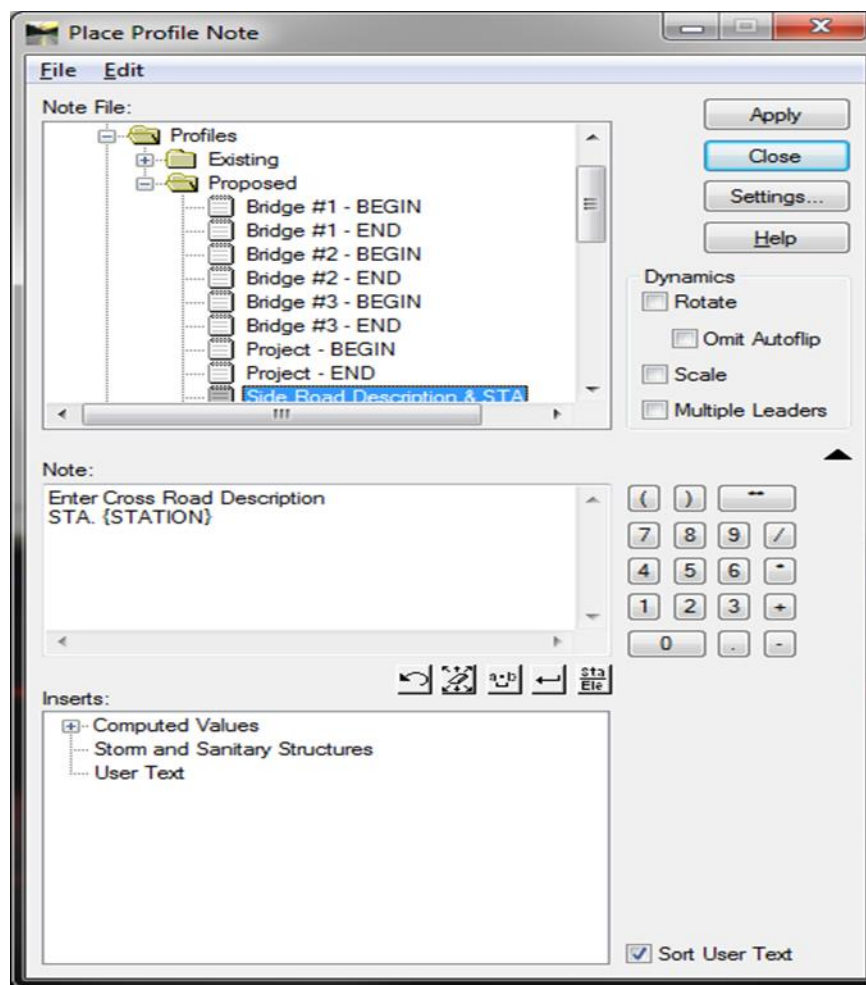 Place Profile Note
File Edit
Note File:
Profiles
Existing
Proposed
Bridge #1 - BEGIN
Bridge #1 - END
Bridge #2 - BEGIN
Bridge #2 - END
Bridge #3 - BEGIN
Bridge #3 - END
Project - BEGIN
Project - END
Side Road Description & STA
Apply
Close
Settings...
Help
Dynamics
Rotate
Omit Autoflip
Scale
Multiple Leaders
Note:
Enter Cross Road Description
STA. {STATION}
( )
7 8 9 /
4 5 6
1 2 3 +
0 . -
a b
Sta
Ele
Inserts:
Computed Values
Storm and Sanitary Structures
User Text
Sort User Text